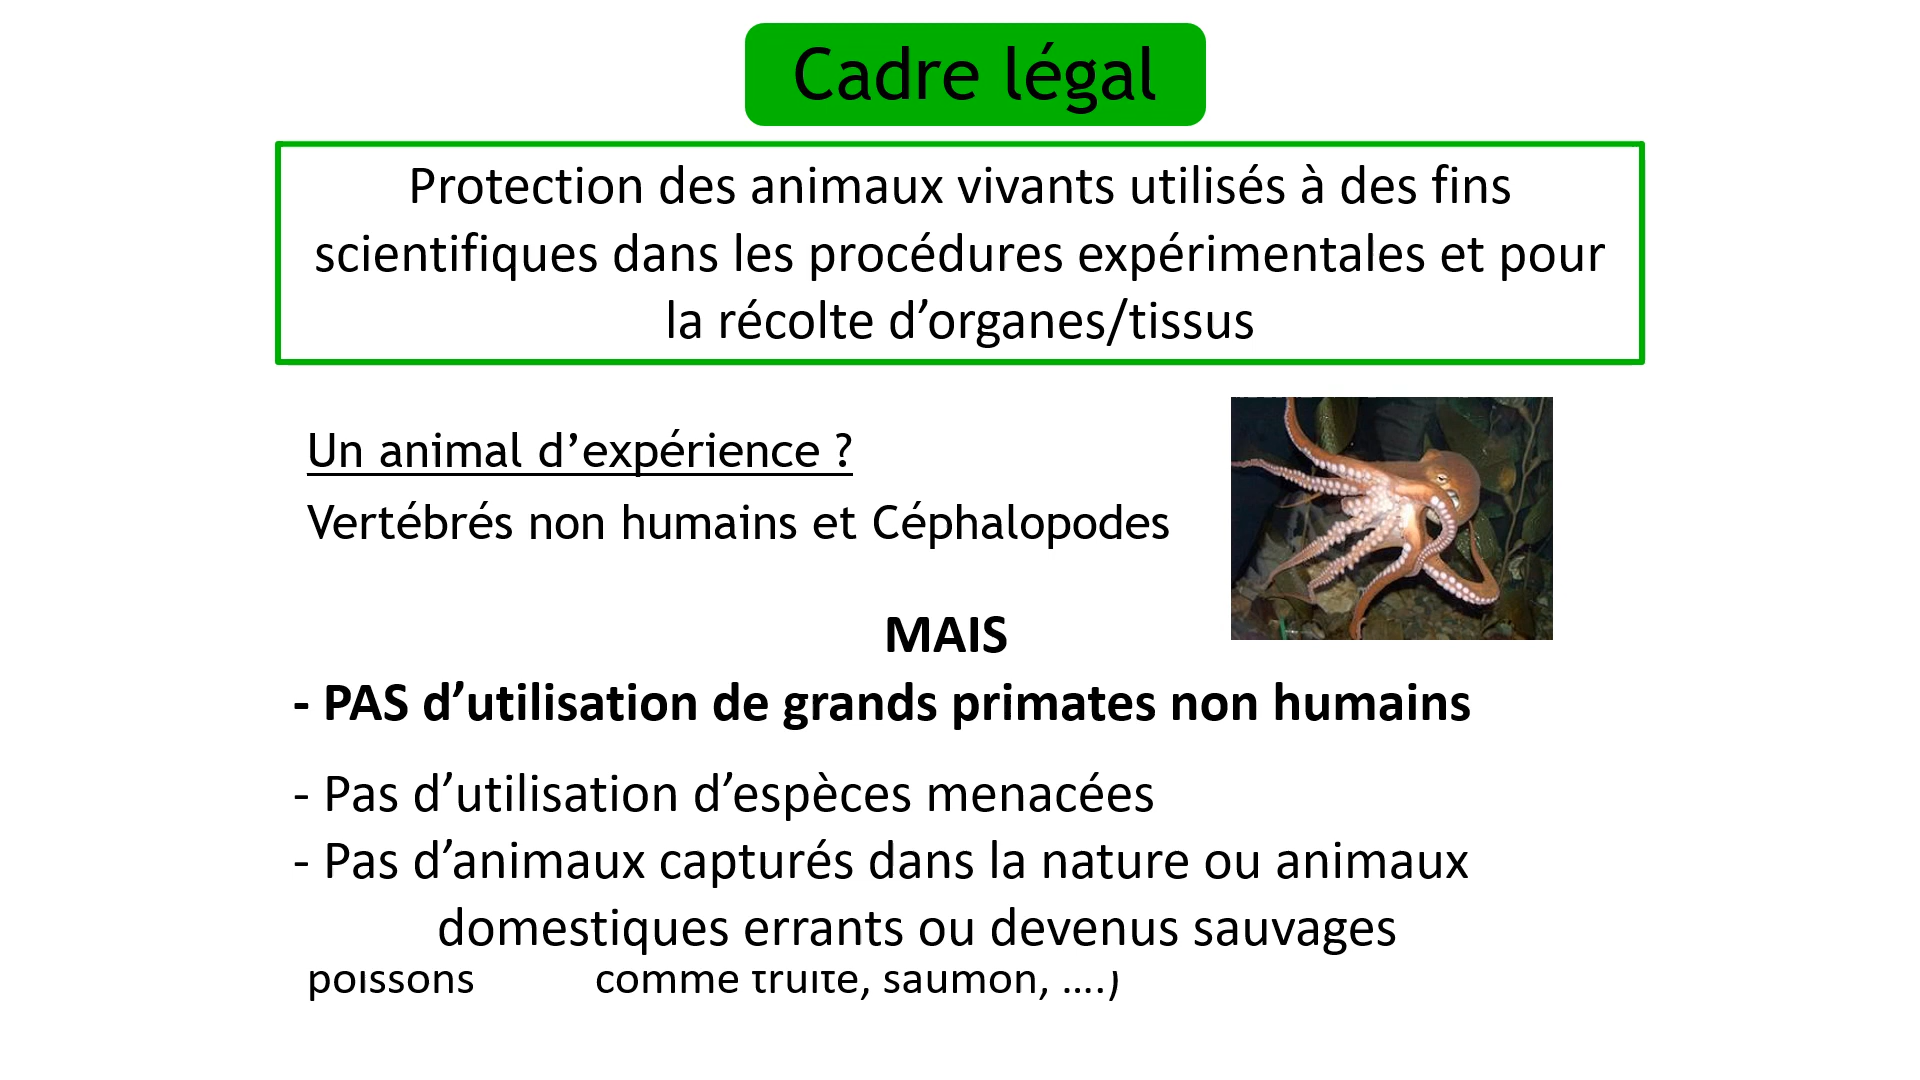 Cadre légal
Protection des animaux vivants utilisés à des fins
scientifiques dans les procédures expérimentales et pour
la récolte d’organes/tissus
Un animal d’expérience ?
Vertébrés non humains et Céphalopodes
MAIS
- PAS d’utilisation de grands primates non humains
- Pas d’utilisation d’espèces menacées
- Pas d’animaux capturés dans la nature ou animaux
domestiques errants ou devenus sauvages
poissons comme truite, saumon, ….)